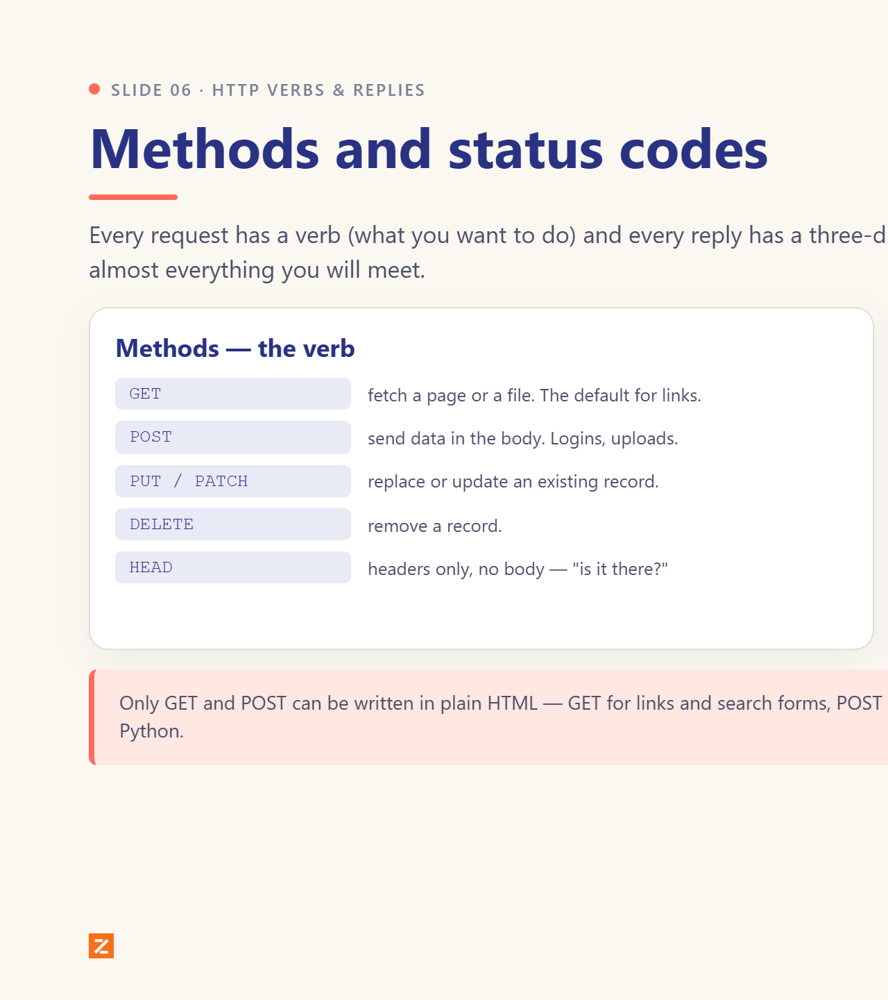 SLIDE 06 · HTTP VERBS & REPLIES
Methods and status codes
Every request has a verb (what you want to do) and every reply has a three-d
almost everything you will meet.
Methods — the verb
GET fetch a page or a file. The default for links.
POST send data in the body. Logins, uploads.
PUT / PATCH replace or update an existing record.
DELETE remove a record.
HEAD headers only, no body — "is it there?"
Only GET and POST can be written in plain HTML — GET for links and search forms, POST
Python.